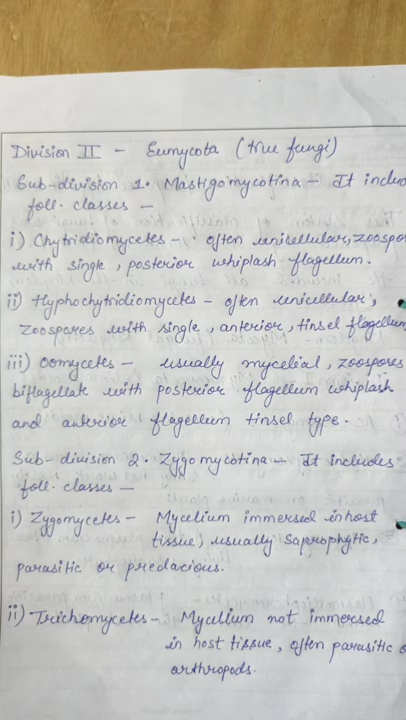 Division II - Eumycota (true fungi)
Sub-division 1. Mastigomycotina - It includ
foll. classes -
i) Chytridiomycetes - often unicellular, zoospor
with single, posterior whiplash flagellum.
ii) Hyphochytridiomycetes - often unicellular,
zoospores with single, anterior, tinsel flagellum
iii) Oomycetes - usually mycelial, zoospores
biflagellate with posterior flagellum whiplash
and anterior flagellum tinsel type.
Sub-division 2. Zygomycotina - It includes
foll. classes -
i) Zygomycetes - Mycelium immersed in host
tissue, usually Saprophytic,
parasitic or predacious.
ii) Trichomycetes - Mycelium not immersed
in host tissue, often parasitic o
arthropods.